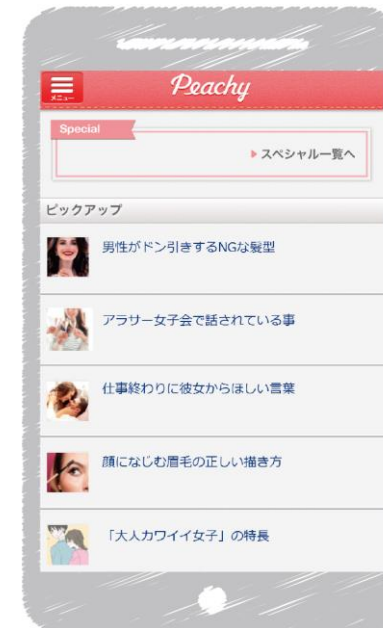 メニュー
Peachy
Special
スペシャル一覧へ
ピックアップ
男性がドン引きするNGな髪型
アラサー女子会で話されている事
仕事終わりに彼女からほしい言葉
顔になじむ眉毛の正しい描き方
「大人カワイイ女子」の特長